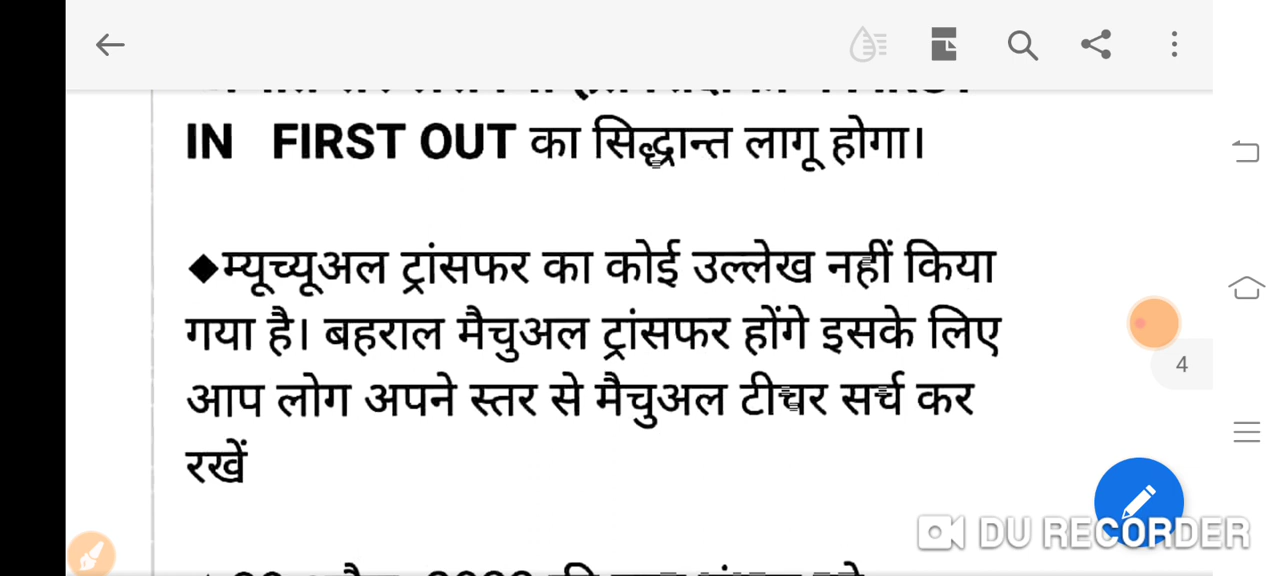 IN FIRST OUT का सिद्धान्त लागू होगा।
◆म्यूच्यूअल ट्रांसफर का कोई उल्लेख नहीं किया
गया है। बहराल मैचुअल ट्रांसफर होंगे इसके लिए
आप लोग अपने स्तर से मैचुअल टीचर सर्च कर
रखें
4
DU RECORDER